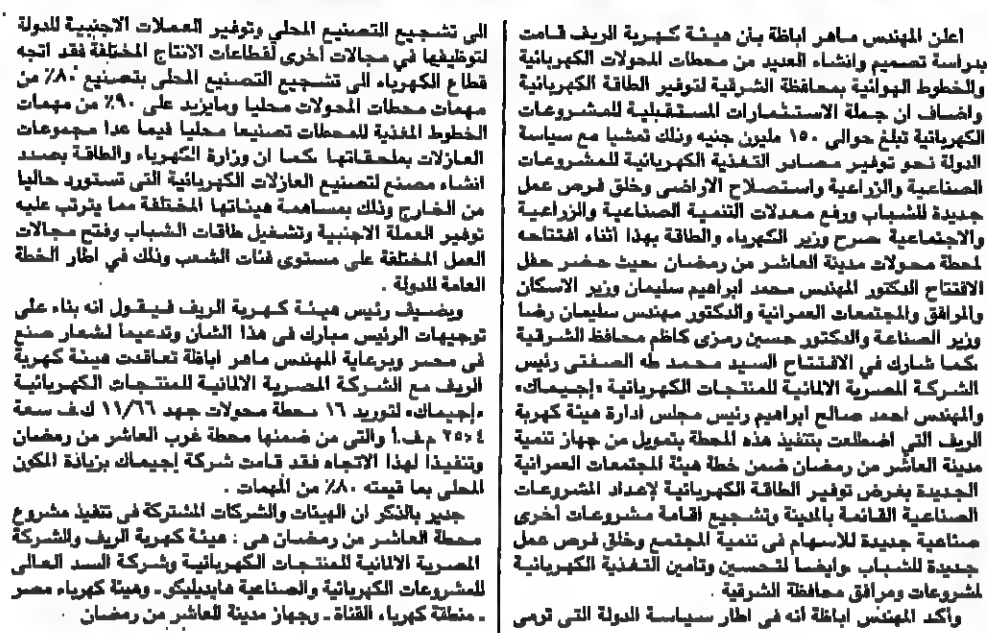 اعلن المهندس ماهر اباظة بأن هيئة كهربة الريف قامت
بدراسة تصميم وانشاء العديد من محطات المحولات الكهربائية
والخطوط الهوائية بمحافظة الشرقية لتوفير الطاقة الكهربائية
واضاف ان جملة الاستثمارات المستقبلية للمشروعات
الكهربائية تبلغ حوالى ١٥٠ مليون جنيه وذلك تمشيا مع سياسة
الدولة نحو توفير مصادر التغذية الكهربائية للمشروعات
الصناعية والزراعية واستصلاح الاراضى وخلق فرص عمل
جديدة للشباب ورفع معدلات التنمية الصناعية والزراعية
والاجتماعية صرح وزير الكهرباء والطاقة بهذا أثناء افتتاحه
لمحطة محولات مدينة العاشر من رمضان بحيث حضر حفل
الافتتاح الدكتور المهندس محمد ابراهيم سليمان وزير الاسكان
والمرافق والمجتمعات العمرانية والدكتور مهندس سليمان رضا
وزير الصناعة والدكتور حسين رمزى كاظم محافظ الشرقية
بكما شارك في الافتتاح السيد محمد طه الصفتى رئيس
الشركة المصرية الالمانية للمنتجات الكهربائية «إجيماك»
والمهندس احمد صالح ابراهيم رئيس مجلس ادارة هيئة كهربة
الريف التي اضطلعت بتنفيذ هذه المحطة بتمويل من جهاز تنمية
مدينة العاشر من رمضان ضمن خطة هيئة المجتمعات العمرانية
الجديدة بغرض توفير الطاقة الكهربائية لإعداد المشروعات
الصناعية القائمة بالمدينة وتشجيع اقامة مشروعات أخرى
صناعية جديدة للاسهام فى تنمية المجتمع وخلق فرص عمل
جديدة للشباب وايضا لتحسين وتأمين التغذية الكهربائية
لمشروعات ومرافق محافظة الشرقية .
وأكد المهندس اباظة أنه فى اطار سياسة الدولة التى ترمى
الى تشجيع التصنيع المحلى وتوفير العملات الاجنبية للدولة
لتوظيفها في مجالات أخرى لقطاعات الانتاج المختلفة فقد اتجه
قطاع الكهرباء الى تشجيع التصنيع المحلى بتصنيع ٨٠٪ من
مهمات محطات المحولات محليا ومايزيد على ٩٠٪ من مهمات
الخطوط المغذية للمحطات تصنيعا محليا فيما عدا مجموعات
العازلات بملحقاتها كما ان وزارة الكهرباء والطاقة بصدد
انشاء مصنع لتصنيع العازلات الكهربائية التى تستورد حاليا
من الخارج وذلك بمساهمة هيئاتها المختلفة مما يترتب عليه
توفير العملة الاجنبية وتشغيل طاقات الشباب وفتح مجالات
العمل المختلفة على مستوى فئات الشعب وذلك في اطار الخطة
العامة للدولة .
ويضيف رئيس هيئة كهربة الريف فيقول انه بناء على
توجيهات الرئيس مبارك فى هذا الشأن وتدعيما لشعار صنع
فى مصر وبرعاية المهندس ماهر اباظة تعاقدت هيئة كهربة
الريف مع الشركة المصرية الالمانية للمنتجات الكهربائية
«إجيماك» لتوريد ١٦ محطة محولات جهد ١١/٦٦ ك.ف سعة
٢٥×٤ م.ف.أ والتى من ضمنها محطة غرب العاشر من رمضان
وتنفيذا لهذا الاتجاه فقد قامت شركة إجيماك بزيادة المكون
المحلى بما قيمته ٨٠٪ من المهمات .
جدير بالذكر ان الهيئات والشركات المشتركة فى تنفيذ مشروع
محطة العاشر من رمضان هى : هيئة كهربة الريف والشركة
المصرية الالمانية للمنتجات الكهربائية وشركة السد العالى
للمشروعات الكهربائية والصناعية هايديليكو ـ وهيئة كهرباء مصر
ـ منطقة كهرباء القناة ـ وجهاز مدينة العاشر من رمضان